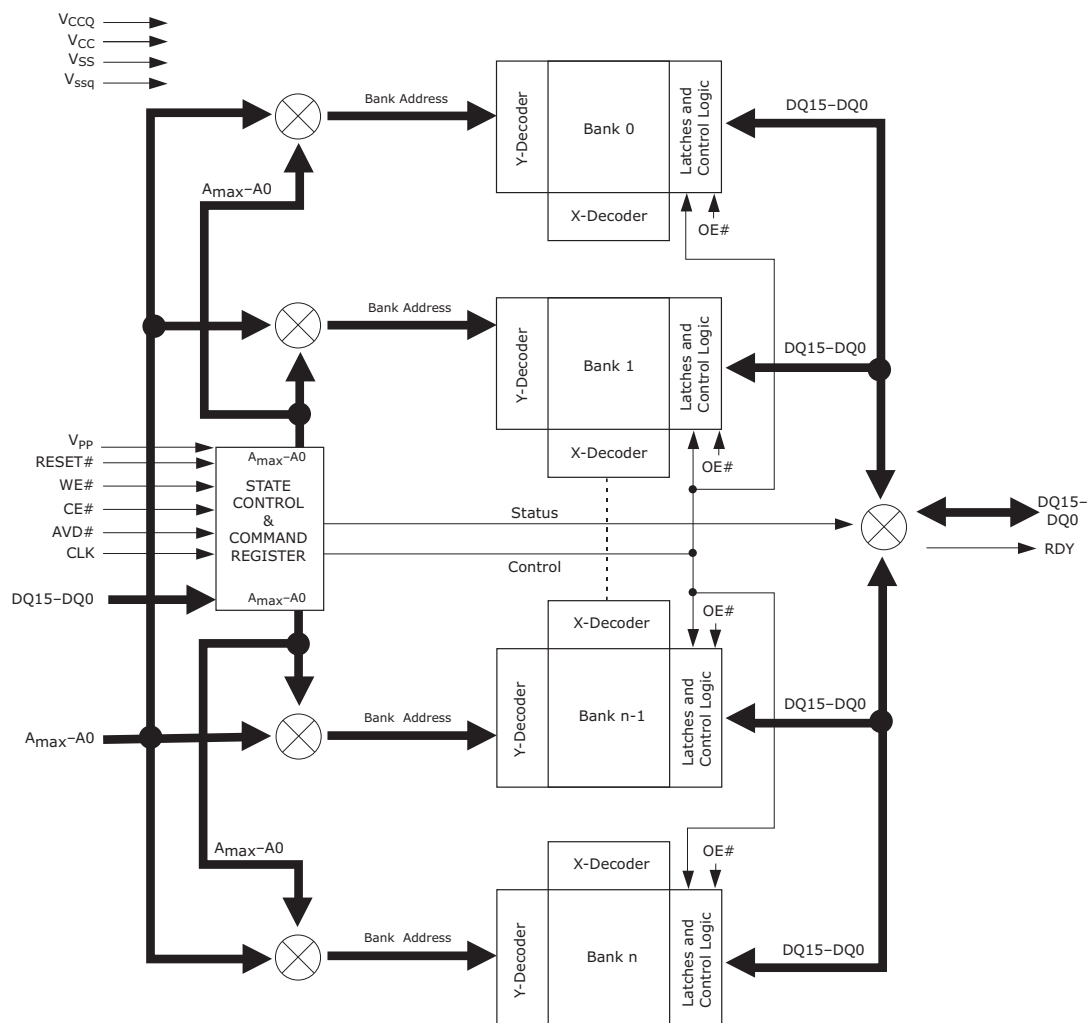 VCCQ
VCC
VSS
Vssq
Bank Address
Y-Decoder
Bank 0
Latches and
Control Logic
DQ15–DQ0
Amax–A0
X-Decoder
OE#
Bank Address
Y-Decoder
Bank 1
Latches and
Control Logic
DQ15–DQ0
X-Decoder
OE#
VPP
RESET#
WE#
CE#
AVD#
CLK
DQ15–DQ0
Amax–A0
STATE
CONTROL
&
COMMAND
REGISTER
Amax–A0
Status
Control
DQ15–
DQ0
RDY
X-Decoder
OE#
Bank Address
Y-Decoder
Bank n-1
Latches and
Control Logic
DQ15–DQ0
Amax–A0
Amax–A0
X-Decoder
OE#
Bank Address
Y-Decoder
Bank n
Latches and
Control Logic
DQ15–DQ0